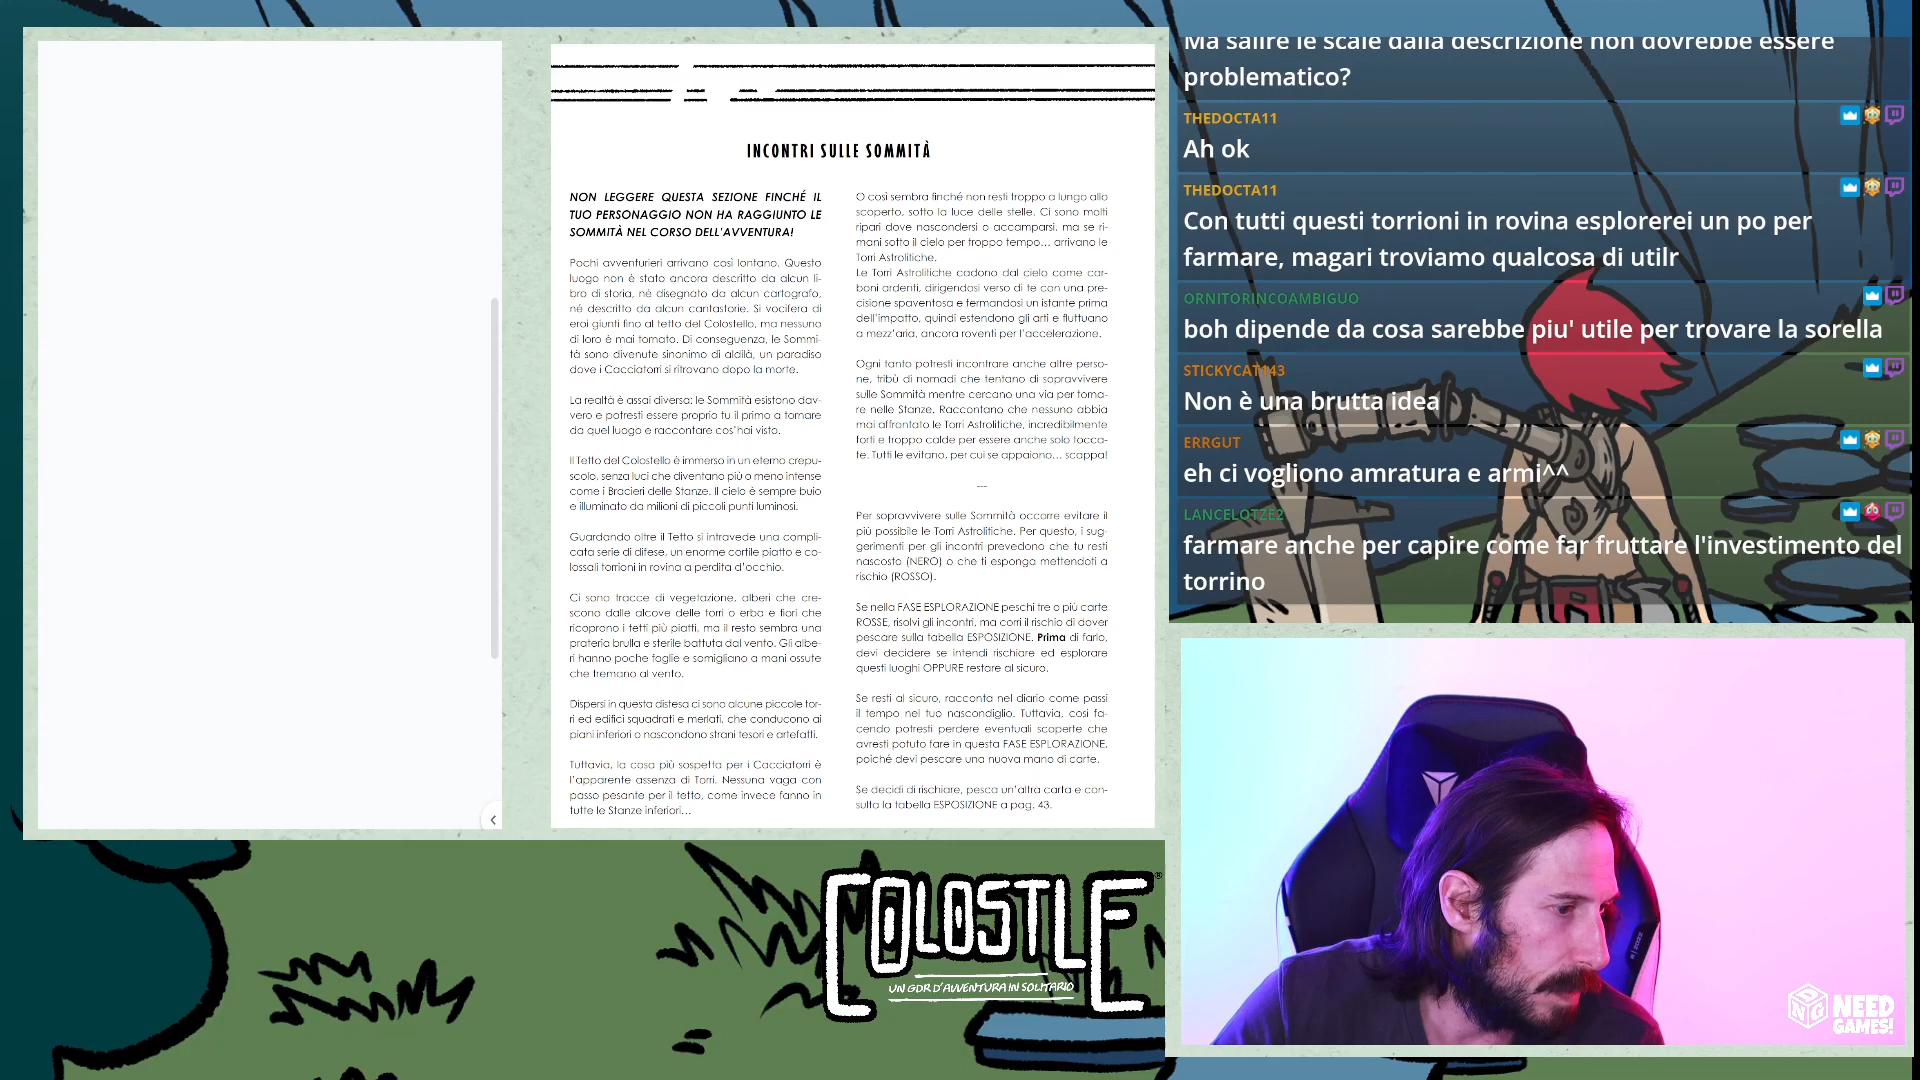 INCONTRI SULLE SOMMITÀ
NON LEGGERE QUESTA SEZIONE FINCHÉ IL
TUO PERSONAGGIO NON HA RAGGIUNTO LE
SOMMITÀ NEL CORSO DELL'AVVENTURA!
Pochi avventurieri arrivano così lontano. Questo
luogo non è stato ancora descritto da alcun li-
bro di storia, né disegnato da alcun cartografo,
né descritto da alcun cantastorie. Si vocifera di
eroi giunti fino al tetto del Colostello, ma nessuno
di loro è mai tornato. Di conseguenza, le Sommi-
tà sono divenute sinonimo di aldilà, un paradiso
dove i Cacciatorri si ritrovano dopo la morte.
La realtà è assai diversa: le Sommità esistono dav-
vero e potresti essere proprio tu il primo a tornare
da quel luogo e raccontare cos'hai visto.
Il Tetto del Colostello è immerso in un eterno crepu-
scolo, senza luci che diventano più o meno intense
come i Bracieri delle Stanze. Il cielo è sempre buio
e illuminato da milioni di piccoli punti luminosi.
Guardando oltre il Tetto si intravede una compli-
cata serie di difese, un enorme cortile piatto e co-
lossali torrioni in rovina a perdita d'occhio.
Ci sono tracce di vegetazione, alberi che cre-
scono dalle alcove delle torri o erba e fiori che
ricoprono i tetti più piatti, ma il resto sembra una
prateria brulla e sterile battuta dal vento. Gli albe-
ri hanno poche foglie e somigliano a mani ossute
che tremano al vento.
Dispersi in questa distesa ci sono alcune piccole tor-
ri ed edifici squadrati e merlati, che conducono ai
piani inferiori o nascondono strani tesori e artefatti.
Tuttavia, la cosa più sospetta per i Cacciatorri è
l'apparente assenza di Torri. Nessuna vaga con
passo pesante per il tetto, come invece fanno in
tutte le Stanze inferiori...
O così sembra finché non resti troppo a lungo allo
scoperto, sotto la luce delle stelle. Ci sono molti
ripari dove nascondersi o accamparsi, ma se ri-
mani sotto il cielo per troppo tempo... arrivano le
Torri Astrolitiche.
Le Torri Astrolitiche cadono dal cielo come car-
boni ardenti, dirigendosi verso di te con una pre-
cisione spaventosa e fermandosi un istante prima
dell'impatto, quindi estendono gli arti e fluttuano
a mezz'aria, ancora roventi per l'accelerazione.
Ogni tanto potresti incontrare anche altre perso-
ne, tribù di nomadi che tentano di sopravvivere
sulle Sommità mentre cercano una via per torna-
re nelle Stanze. Raccontano che nessuno abbia
mai affrontato le Torri Astrolitiche, incredibilmente
forti e troppo calde per essere anche solo tocca-
te. Tutti le evitano, per cui se appaiono... scappa!
---
Per sopravvivere sulle Sommità occorre evitare il
più possibile le Torri Astrolitiche. Per questo, i sug-
gerimenti per gli incontri prevedono che tu resti
nascosto (NERO) o che ti esponga mettendoti a
rischio (ROSSO).
Se nella FASE ESPLORAZIONE peschi tre o più carte
ROSSE, risolvi gli incontri, ma corri il rischio di dover
pescare sulla tabella ESPOSIZIONE. Prima di farlo,
devi decidere se intendi rischiare ed esplorare
questi luoghi OPPURE restare al sicuro.
Se resti al sicuro, racconta nel diario come passi
il tempo nel tuo nascondiglio. Tuttavia, così fa-
cendo potresti perdere eventuali scoperte che
avresti potuto fare in questa FASE ESPLORAZIONE,
poiché devi pescare una nuova mano di carte.
Se decidi di rischiare, pesca un'altra carta e con-
sulta la tabella ESPOSIZIONE a pag. 43.
Ma salire le scale dalla descrizione non dovrebbe essere
problematico?
THEDOCTA11
Ah ok
THEDOCTA11
Con tutti questi torrioni in rovina esplorerei un po per
farmare, magari troviamo qualcosa di utilr
ORNITORINCOAMBIGUO
boh dipende da cosa sarebbe piu' utile per trovare la sorella
STICKYCAT143
Non è una brutta idea
ERRGUT
eh ci vogliono amratura e armi^^
LANCELOTZE2
farmare anche per capire come far fruttare l'investimento del
torrino
COLOSTLE®
UN GDR D'AVVENTURA IN SOLITARIO
NEED
GAMES!